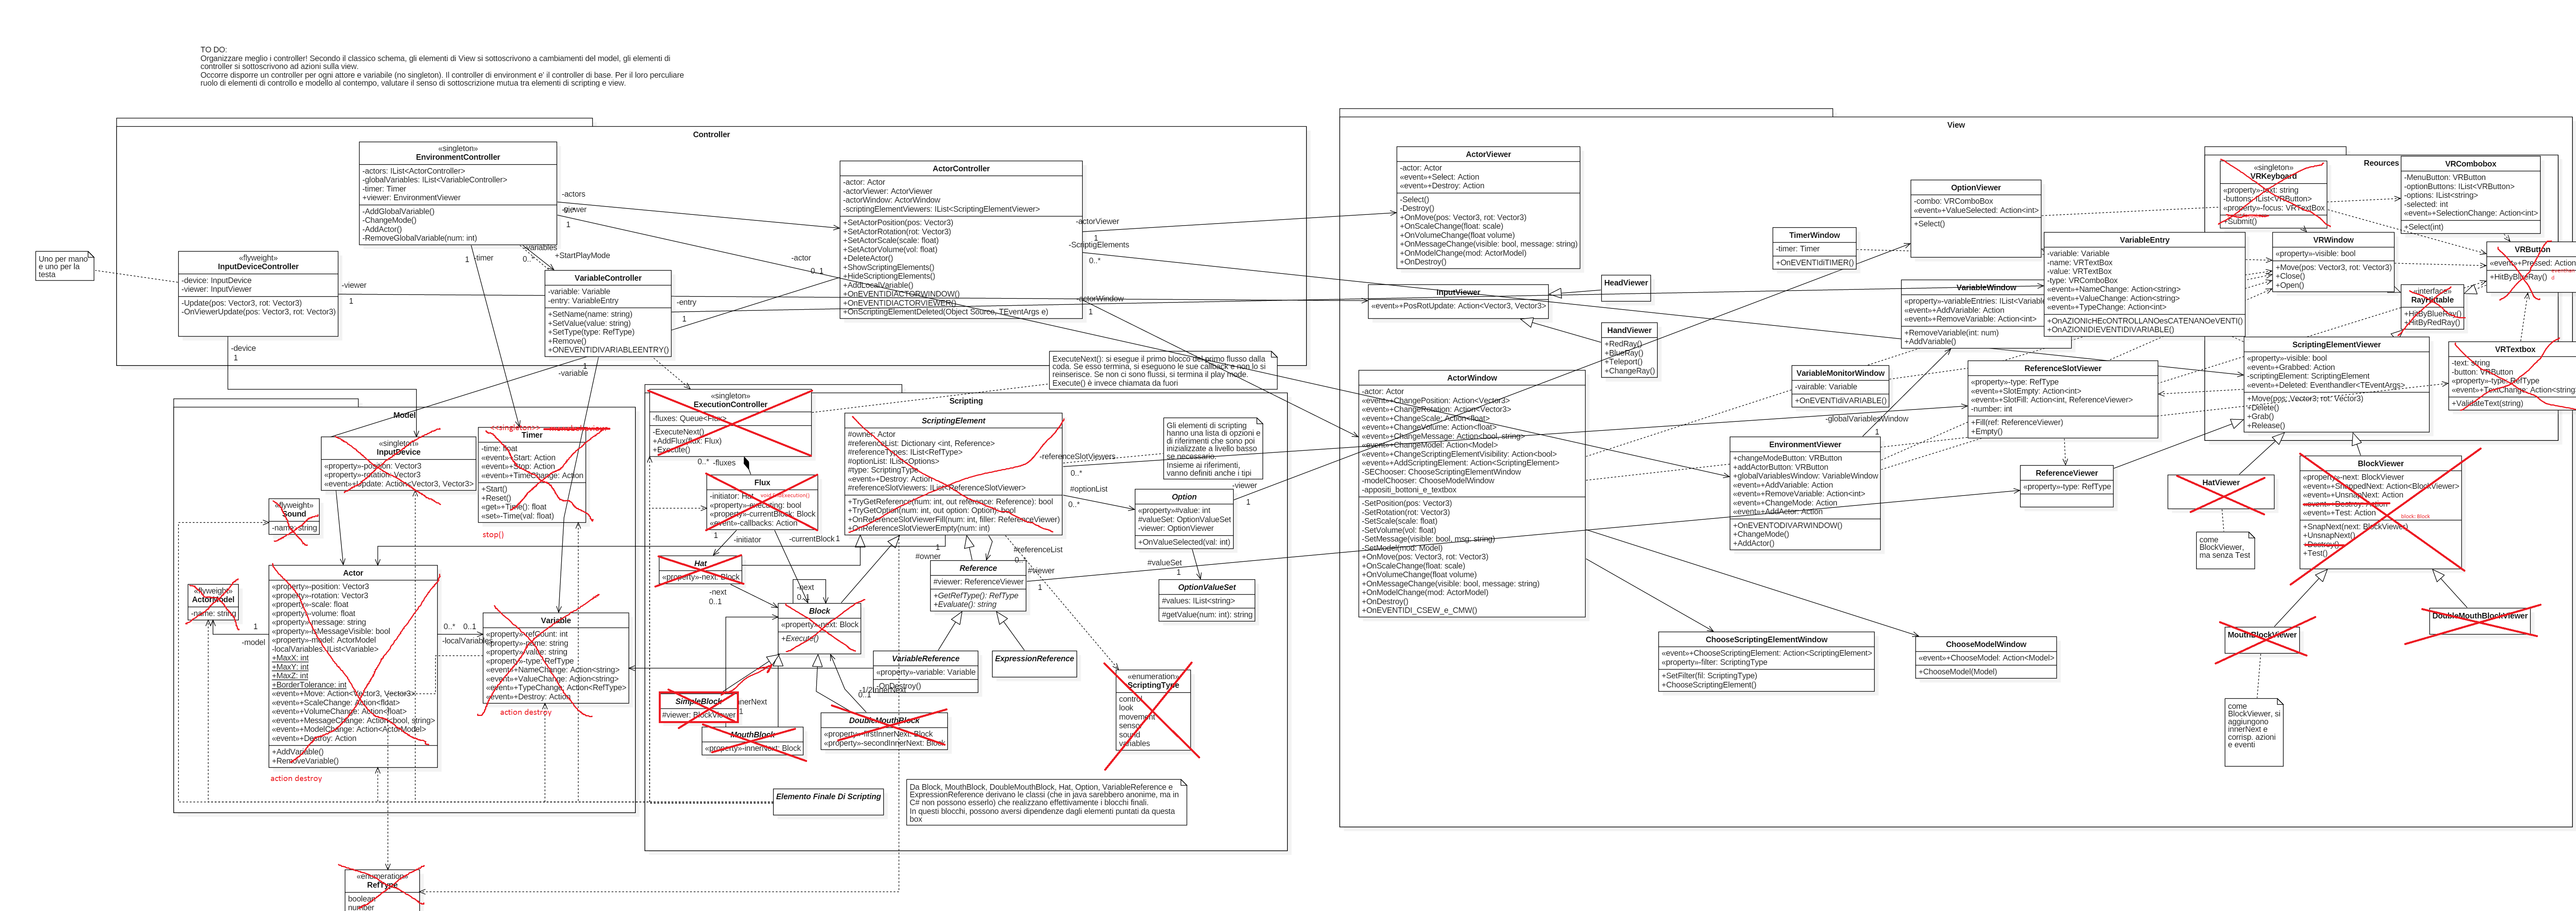 TO DO:
Organizzare meglio i controller! Secondo il classico schema, gli elementi di View si sottoscrivono a cambiamenti del model, gli elementi di
controller si sottoscrivono ad azioni sulla view.
Occorre disporre un controller per ogni attore e variabile (no singleton). Il controller di environment e' il controller di base. Per il loro perculiare
ruolo di elementi di controllo e modello al contempo, valutare il senso di sottoscrizione mutua tra elementi di scripting e view.
Controller
«singleton»
EnvironmentController
-actors: IList<ActorController>
-globalVariables: IList<VariableController>
-timer: Timer
+viewer: EnvironmentViewer
-AddGlobalVariable()
-ChangeMode()
-AddActor()
-RemoveGlobalVariable(num: int)
Uno per mano
e uno per la
testa
«flyweight»
InputDeviceController
-device: InputDevice
-viewer: InputViewer
-Update(pos: Vector3, rot: Vector3)
-OnViewerUpdate(pos: Vector3, rot: Vector3)
VariableController
-variable: Variable
-entry: VariableEntry
+SetName(name: string)
+SetValue(value: string)
+SetType(type: RefType)
+Remove()
+ONEVENTIDIVARIABLEENTRY()
ActorController
-actor: Actor
-actorViewer: ActorViewer
-actorWindow: ActorWindow
-scriptingElementViewers: IList<ScriptingElementViewer>
+SetActorPosition(pos: Vector3)
+SetActorRotation(rot: Vector3)
+SetActorScale(scale: float)
+SetActorVolume(vol: float)
+DeleteActor()
+ShowScriptingElements()
+HideScriptiongElements()
+AddLocalVariable()
+OnEVENTIDIACTORWINDOW()
+OnEVENTIDIACTORVIEWER()
+OnScriptingElementDeleted(Object Source, TEventArgs e)
-actors
-viewer
1
1
-timer
-variables
0..*
+StartPlayMode
-actor
0..1
-viewer
1
-entry
1
-device
1
1
-variable
-actorViewer
1
-ScriptigElements
0..*
-actorWindow
1
ExecuteNext(): si esegue il primo blocco del primo flusso dalla
coda. Se esso termina, si eseguono le sue callback e non lo si
reinserisce. Se non ci sono flussi, si termina il play mode.
Execute() è invece chiamata da fuori
Model
«singleton»
InputDevice
«property»-position: Vector3
«property»-rotation: Vector3
«event»+Update: Action<Vector3, Vector3>
<<singleton>>
Timer
-time: float
«event»+Start: Action
«event»+Stop: Action
«event»+TimeChange: Action
+Start()
+Reset()
«get»+Time(): float
«set»-Time(val: float)
stop()
«flyweight»
Sound
-name: string
«flyweight»
ActorModel
-name: string
1
-model
Actor
«property»-position: Vector3
«property»-rotation: Vector3
«property»-scale: float
«property»-volume: float
«property»-message: string
«property»-isMessageVisible: bool
«property»-model: ActorModel
-localVariables: IList<Variable>
+MaxX: int
+MaxY: int
+MaxZ: int
+BorderTolerance: int
«event»+Move: Action<Vector3, Vector3>
«event»+ScaleChange: Action<float>
«event»+VolumeChange: Action<float>
«event»+MessageChange: Action<bool, string>
«event»+ModelChange: Action<ActorModel>
«event»+Destroy: Action
+AddVariable()
+RemoveVariable()
action destroy
0..*
0..1
-localVariables
Variable
«property»-refCount: int
«property»-name: string
«property»-value: string
«property»-type: RefType
«event»+NameChange: Action<string>
«event»+ValueChange: Action<string>
«event»+TypeChange: Action<RefType>
«event»+Destroy: Action
action destroy
«enumeration»
RefType
boolean
number
Scripting
«singleton»
ExecutionController
-fluxes: Queue<Flux>
-ExecuteNext()
+AddFlux(flux: Flux)
+Execute()
0..*
-fluxes
Flux
-initiator: Hat
«property»-executing: bool
«property»-currentBlock: Block
«event»-callbacks: Action
1
-initiator
-currentBlock
1
ScriptingElement
#owner: Actor
#referenceList: Dictionary <int, Reference>
#referenceTypes: IList<RefType>
#optionList: IList<Options>
#type: ScriptingType
«event»+Destroy: Action
#referenceSlotViewers: IList<ReferenceSlotViewer>
+TryGetReference(num: int, out reference: Reference): bool
+TryGetOption(num: int, out option: Option): bool
+OnReferenceSlotViewerFill(num: int, filler: ReferenceViewer)
+OnReferenceSlotViewerEmpty(num: int)
-referenceSlotViewers
0..*
Gli elementi di scripting
hanno una lista di opzioni e
di riferimenti che sono poi
inizializzate a livello basso
se necessario.
Insieme ai riferimenti,
vanno definiti anche i tipi
#optionList
0..*
Option
«property»#value: int
#valueSet: OptionValueSet
-viewer: OptionViewer
+OnValueSelected(val: int)
-viewer
1
#valueSet
1
OptionValueSet
#values: IList<string>
#getValue(num: int): string
Hat
«property»-next: Block
-next
0..1
-next
0..1
Block
«property»-next: Block
+Execute()
1
#owner
#referenceList
Reference
#viewer: ReferenceViewer
+GetRefType(): RefType
+Evaluate(): string
#viewer
1
VariableReference
«property»-variable: Variable
-OnDestroy()
ExpressionReference
SimpleBlock
#viewer: BlockViewer
1
MouthBlock
«property»-innerNext: Block
-1/2innerNext
0..1
DoubleMouthBlock
«property»-firstInnerNext: Block
«property»-secondInnerNext: Block
«enumeration»
ScriptingType
control
look
movement
sensor
sound
variables
Elemento Finale Di Scripting
Da Block, MouthBlock, DoubleMouthBlock, Hat, Option, VariableReference e
ExpressionReference derivano le classi (che in java sarebbero anonime, ma in
C# non possono esserlo) che realizzano effettivamente i blocchi finali.
In questi blocchi, possono aversi dipendenze dagli elementi puntati da questa
box
View
ActorViewer
-actor: Actor
«event»+Select: Action
«event»+Destroy: Action
-Select()
-Destroy()
+OnMove(pos: Vector3, rot: Vector3)
+OnScaleChange(float: scale)
+OnVolumeChange(float volume)
+OnMessageChange(visible: bool, message: string)
+OnModelChange(mod: ActorModel)
+OnDestroy()
InputViewer
«event»+PosRotUpdate: Action<Vector3, Vector3>
HeadViewer
HandViewer
+RedRay()
+BlueRay()
+Teleport()
+ChangeRay()
ActorWindow
-actor: Actor
«event»+ChangePosition: Action<Vector3>
«event»+ChangeRotation: Action<Vector3>
«event»+ChangeScale: Action<float>
«event»+ChangeVolume: Action<float>
«event»+ChangeMessage: Action<bool, string>
«event»+ChangeModel: Action<Model>
«event»+ChangeScriptingElementVisibility: Action<bool>
«event»+AddScriptingElement: Action<ScriptingElement>
-SEChooser: ChooseScriptingElementWindow
-modelChooser: ChooseModelWindow
-appositi_bottoni_e_textbox
-SetPosition(pos: Vector3)
-SetRotation(rot: Vector3)
-SetScale(scale: float)
-SetVolume(vol: float)
-SetMessage(visible: bool, msg: string)
-SetModel(mod: Model)
+OnMove(pos: Vector3, rot: Vector3)
+OnScaleChange(float: scale)
+OnVolumeChange(float volume)
+OnMessageChange(visible: bool, message: string)
+OnModelChange(mod: ActorModel)
+OnDestroy()
+OnEVENTIDI_CSEW_e_CMW()
TimerWindow
-timer: Timer
+OnEVENTIdiTIMER()
OptionViewer
-combo: VRComboBox
«event»+ValueSelected: Action<int>
+Select()
VariableWindow
«property»-variableEntries: IList<Variable
«event»+AddVariable: Action
«event»+RemoveVariable: Action<int>
+RemoveVariable(int: num)
+AddVariable()
VariableEntry
-variable: Variable
-name: VRTextBox
-value: VRTextBox
-type: VRComboBox
«event»+NameChange: Action<string>
«event»+ValueChange: Action<string>
«event»+TypeChange: Action<int>
+OnAZIONIcHEcONTROLLANOesCATENANOeVENTI()
+OnAZIONIDIEVENTIDIVARIABILE()
VariableMonitorWindow
-vairable: Variable
+OnEVENTIdiVARIABLE()
-globalVariablesWindow
1
EnvironmentViewer
+changeModeButton: VRButton
+addActorButton: VRButton
+globalVariablesWindow: VariableWindow
«event»+AddVariable: Action
«event»+RemoveVariable: Action<int>
«event»+ChangeMode: Action
«event»+AddActor: Action
+OnEVENTODIVARWINDOW()
+ChangeMode()
+AddActor()
ReferenceSlotViewer
«property»-type: RefType
«event»+SlotEmpty: Action<int>
«event»+SlotFill: Action<int, ReferenceViewer>
-number: int
+Fill(ref: ReferenceViewer)
+Empty()
ReferenceViewer
«property»-type: RefType
ChooseScriptingElementWindow
«event»+ChooseScriptingElement: Action<ScriptingElement>
«property»-filter: ScriptingType
+SetFilter(fil: ScriptingType)
+ChooseScriptingElement()
ChooseModelWindow
«event»+ChooseModel: Action<Model>
+ChooseModel(Model)
Reources
«singleton»
VRKeyboard
«property»-text: string
-buttons: IList<VRButton>
«property»-focus: VRTextBox
+Submit()
VRCombobox
-MenuButton: VRButton
-optionButtons: IList<VRButton>
-options: IList<string>
-selected: int
«event»+SelectionChange: Action<int>
+Select(int)
VRWindow
«property»-visible: bool
+Move(pos: Vector3, rot: Vector3)
+Close()
+Open()
VRButton
«event»+Pressed: Action
+HitByBlueRay()
«interface»
RayHittable
+HitByBlueRay()
+HitByRedRay()
VRTextbox
-text: string
-button: VRButton
«property»-type: RefType
«event»+TextChange: Action<string
+ValidateText(string)
ScriptingElementViewer
«property»-visible: bool
«event»+Grabbed: Action
-scriptingElement: ScriptingElement
«event»+Deleted: Eventhandler<TEventArgs>
+Move(pos: Vector3, rot: Vector3)
+Delete()
+Grab()
+Release()
HatViewer
come
BlockViewer,
ma senza Test
BlockViewer
«property»-next: BlockViewer
«event»+SnappedNext: Action<BlockViewer>
«event»+UnsnapNext: Action
«event»+Destroy: Action
«event»+Test: Action
block: Block
+SnapNext(next: BlockViewer)
+UnsnapNext()
+Destroy()
+Test()
MouthBlockViewer
DoubleMouthBlockViewer
come
BlockViewer, si
aggiungono
innerNext e
corrisp. azioni
e eventi